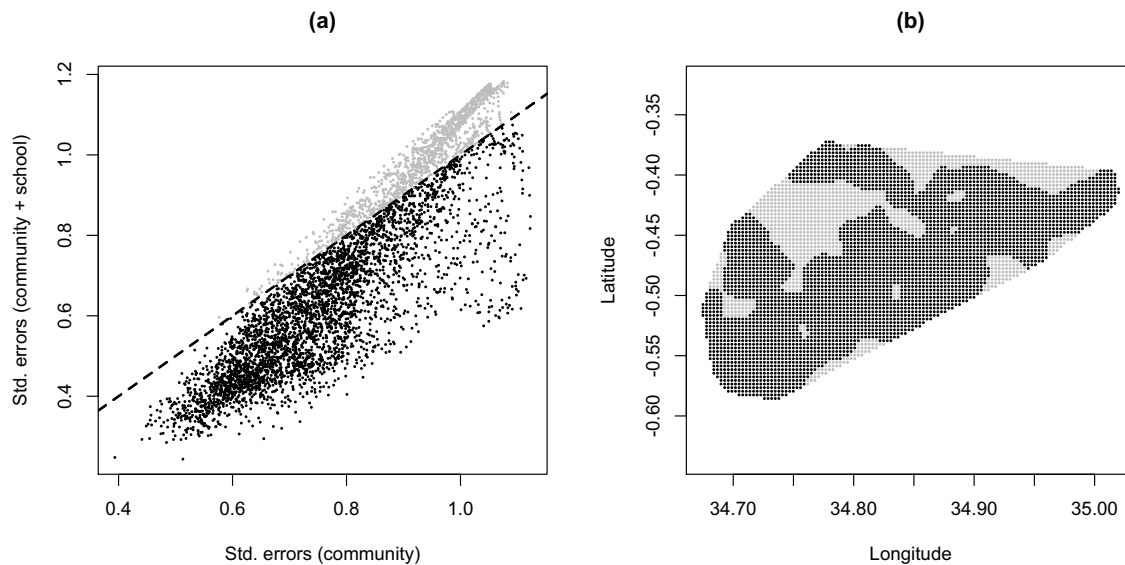 (a)
Std. errors (community + school)
1.2
1.0
0.8
0.6
0.4
0.4 0.6 0.8 1.0
Std. errors (community)
(b)
Latitude
-0.35
-0.40
-0.45
-0.50
-0.55
-0.60
34.70 34.80 34.90 35.00
Longitude